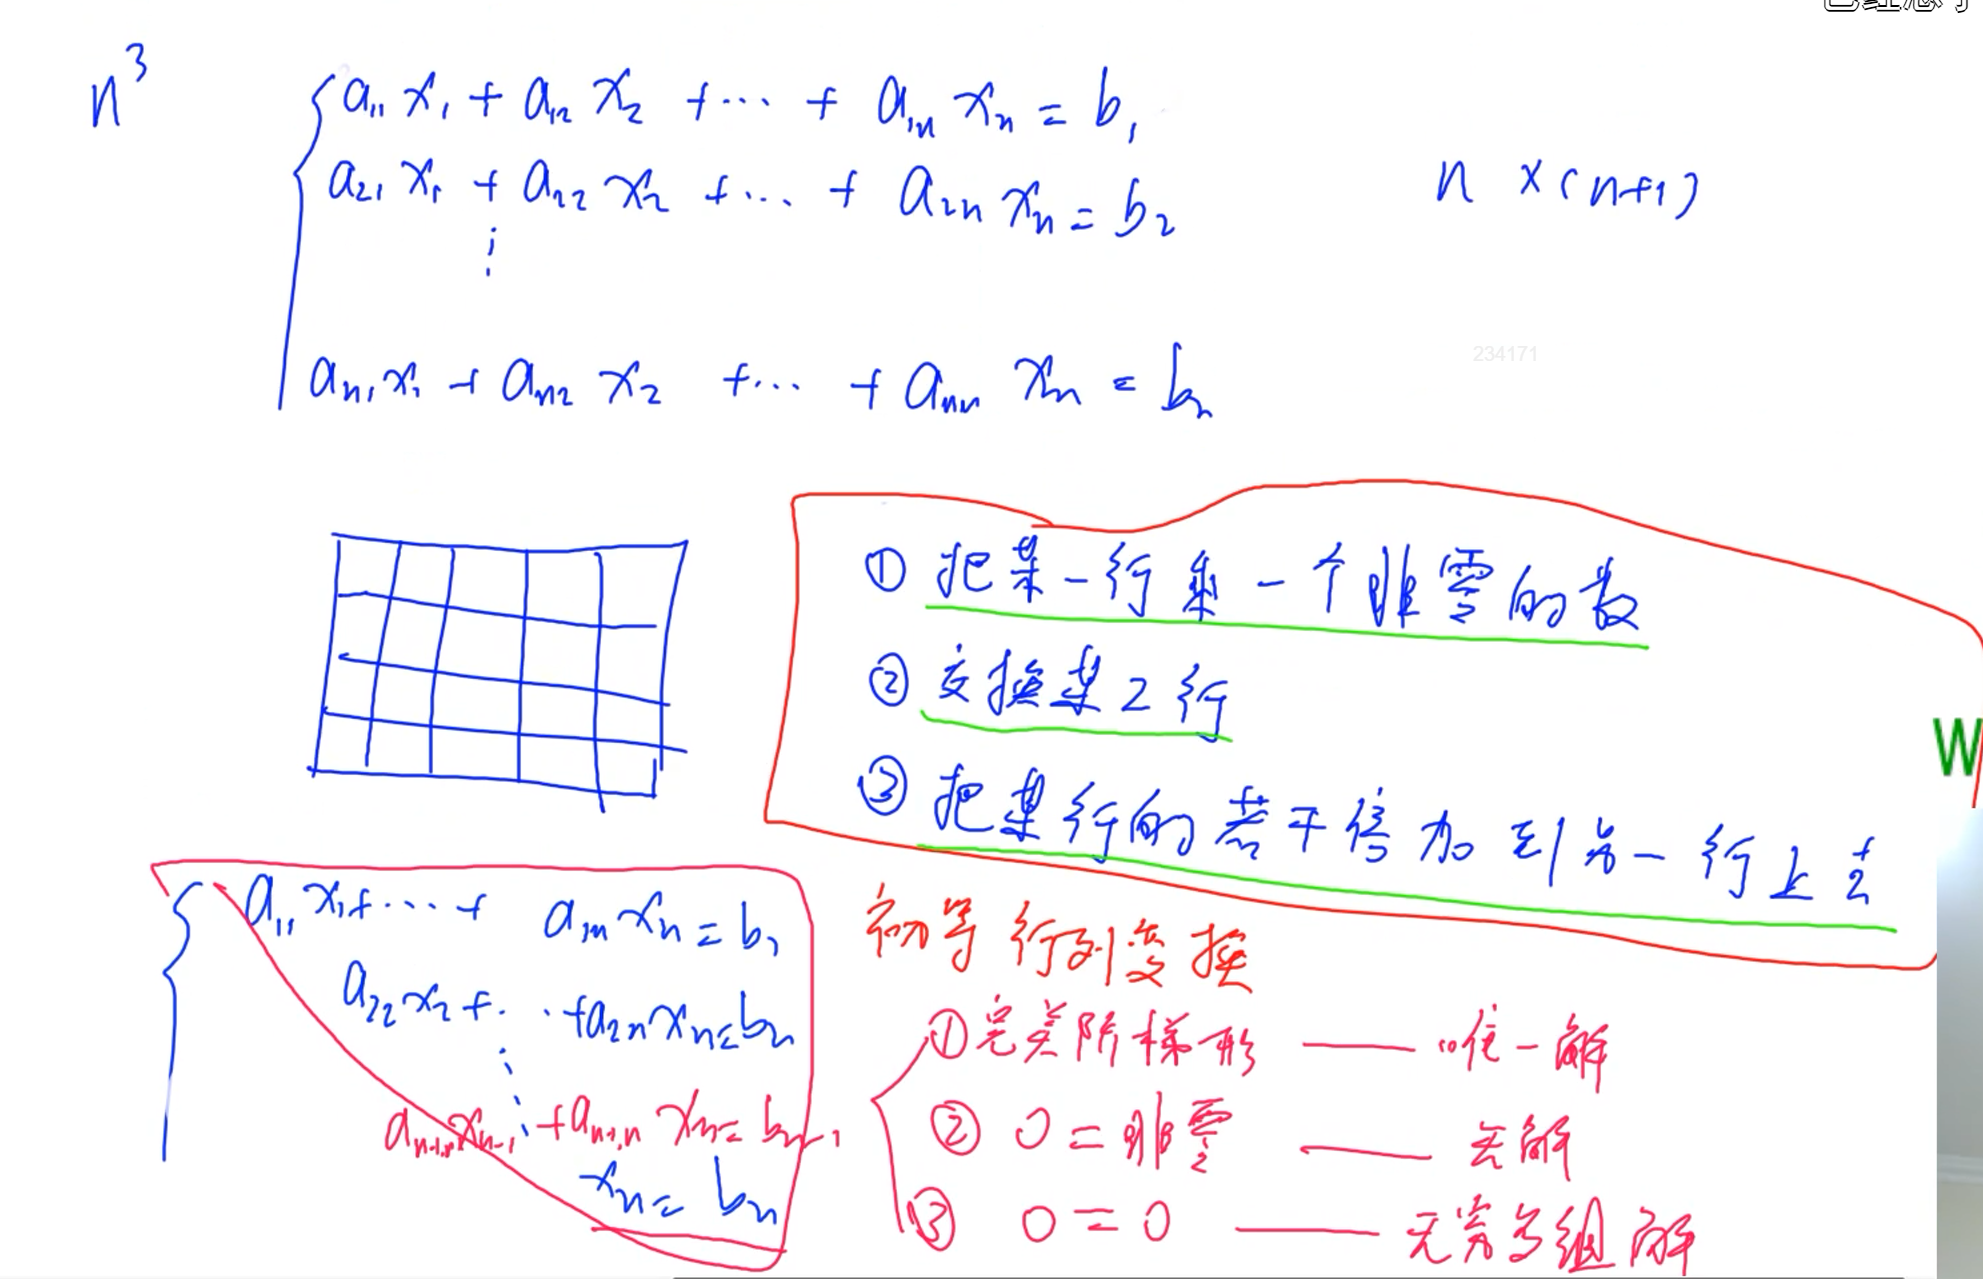 n³
a₁₁x₁ + a₁₂x₂ + ⋯ + a₁ₙxₙ = b₁
a₂₁x₁ + a₂₂x₂ + ⋯ + a₂ₙxₙ = b₂
⋮
aₙ₁x₁ + aₙ₂x₂ + ⋯ + aₙₙxₙ = bₙ
n ×(n+1)
234171
① 把某一行乘一个非零的数
② 交换某2行
③ 把某行的若干倍加到另一行上去
W
初等行列变换
a₁₁x₁+⋯+ a₁ₙxₙ = b₁
a₂₂x₂+⋯+a₂ₙxₙ=b₂
⋮
aₙ₋₁,ₙ₋₁xₙ₋₁+aₙ₋₁,ₙxₙ=bₙ₋₁
xₙ = bₙ
①完美阶梯形 —— 唯一解
② 0 = 非零 —— 无解
③ 0 = 0 —— 无穷多组解